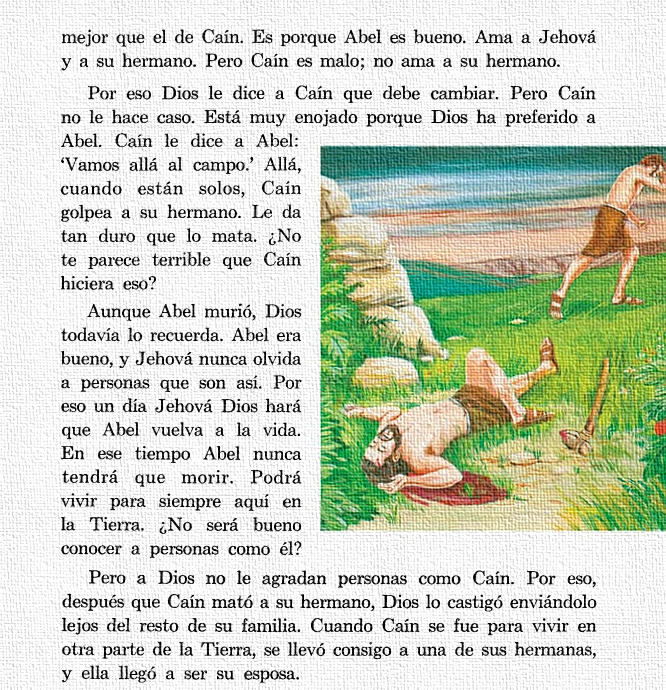 mejor que el de Caín. Es porque Abel es bueno. Ama a Jehová
y a su hermano. Pero Caín es malo; no ama a su hermano.
Por eso Dios le dice a Caín que debe cambiar. Pero Caín
no le hace caso. Está muy enojado porque Dios ha preferido a
Abel. Caín le dice a Abel:
‘Vamos allá al campo.’ Allá,
cuando están solos, Caín
golpea a su hermano. Le da
tan duro que lo mata. ¿No
te parece terrible que Caín
hiciera eso?
Aunque Abel murió, Dios
todavía lo recuerda. Abel era
bueno, y Jehová nunca olvida
a personas que son así. Por
eso un día Jehová Dios hará
que Abel vuelva a la vida.
En ese tiempo Abel nunca
tendrá que morir. Podrá
vivir para siempre aquí en
la Tierra. ¿No será bueno
conocer a personas como él?
Pero a Dios no le agradan personas como Caín. Por eso,
después que Caín mató a su hermano, Dios lo castigó enviándolo
lejos del resto de su familia. Cuando Caín se fue para vivir en
otra parte de la Tierra, se llevó consigo a una de sus hermanas,
y ella llegó a ser su esposa.